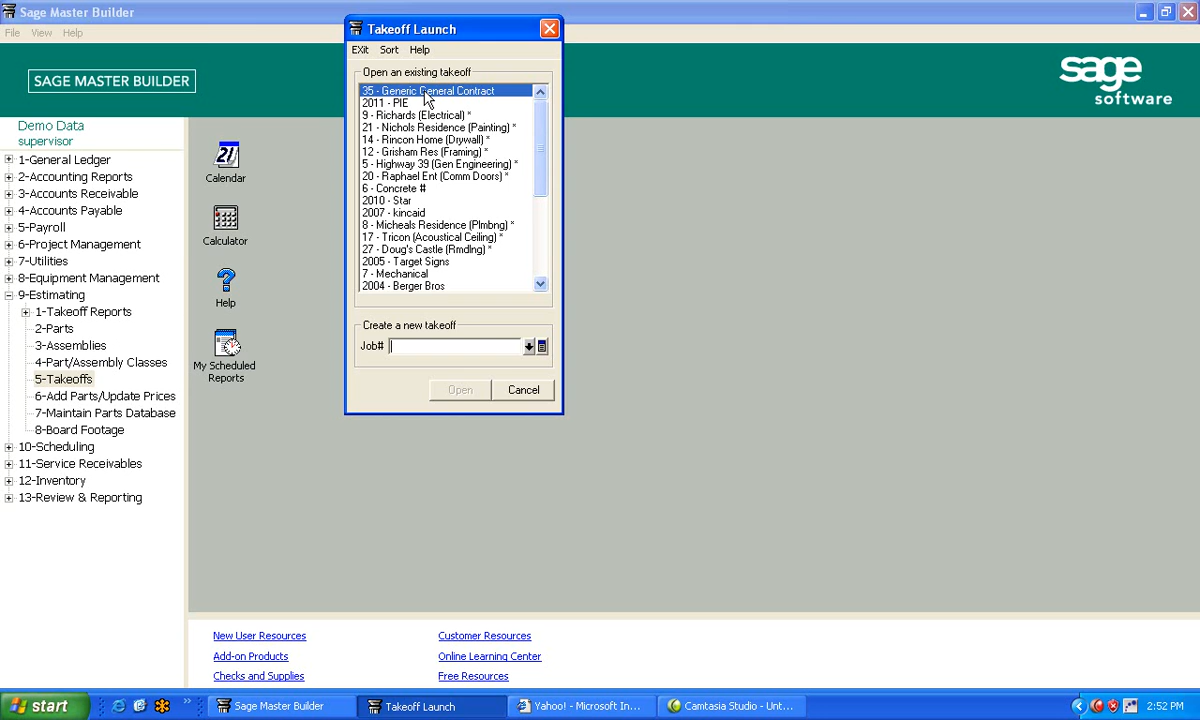 Sage Master Builder
File View Help
SAGE MASTER BUILDER
sage
software
Demo Data
supervisor
1-General Ledger
2-Accounting Reports
3-Accounts Receivable
4-Accounts Payable
5-Payroll
6-Project Management
7-Utilities
8-Equipment Management
9-Estimating
1-Takeoff Reports
2-Parts
3-Assemblies
4-Part/Assembly Classes
5-Takeoffs
6-Add Parts/Update Prices
7-Maintain Parts Database
8-Board Footage
10-Scheduling
11-Service Receivables
12-Inventory
13-Review & Reporting
21
Calendar
Calculator
?
Help
My Scheduled
Reports
Takeoff Launch
EXit Sort Help
Open an existing takeoff
35 - Generic General Contract
2011 - PIE
9 - Richards (Electrical) *
21 - Nichols Residence (Painting) *
14 - Rincon Home (Drywall) *
12 - Grisham Res (Framing) *
5 - Highway 39 (Gen Engineering) *
20 - Raphael Ent (Comm Doors) *
6 - Concrete #
2010 - Star
2007 - kincaid
8 - Micheals Residence (Plmbng) *
17 - Tricon (Acoustical Ceiling) *
27 - Doug's Castle (Rmdlng) *
2005 - Target Signs
7 - Mechanical
2004 - Berger Bros
Create a new takeoff
Job#
Open Cancel
New User Resources
Add-on Products
Checks and Supplies
Customer Resources
Online Learning Center
Free Resources
start
Sage Master Builder
Takeoff Launch
Yahoo! - Microsoft In...
Camtasia Studio - Unt...
2:52 PM